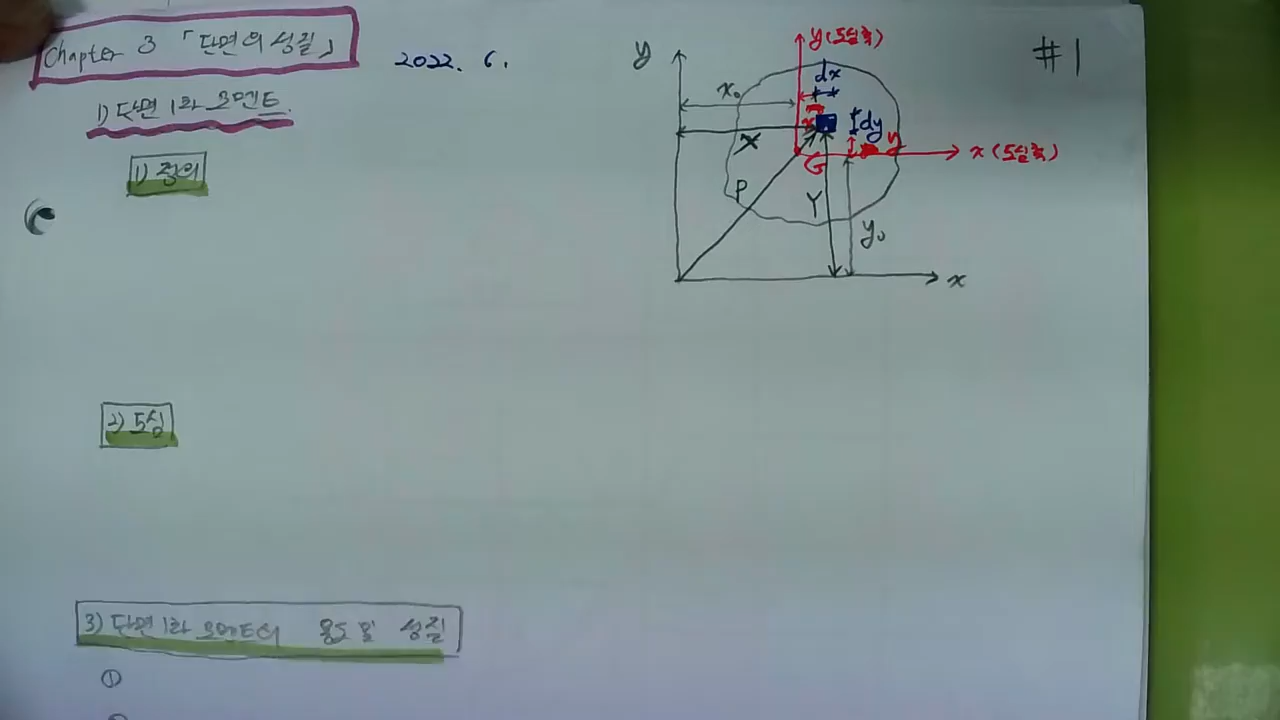 Chapter 3 「단면의 성질」
2022. 6.
#1
1) 단면 1차 모멘트.
1) 정의
y
y(도심축)
dx
x₀
x
dy
y
X
G
x(도심축)
P
Y
y₀
x
2) 도심
3) 단면 1차 모멘트의 용도 및 성질
①